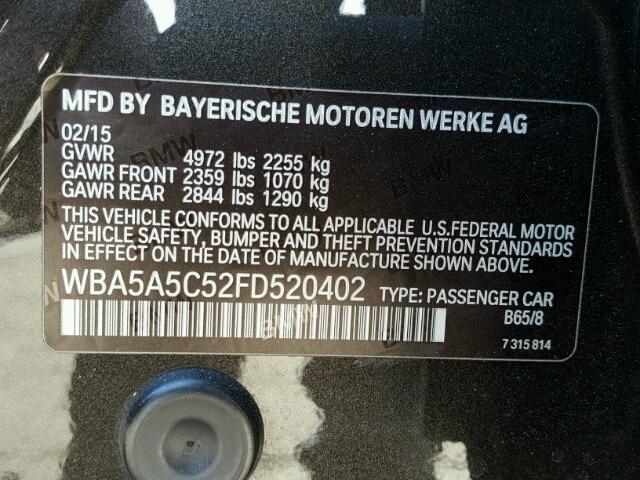 MFD BY BAYERISCHE MOTOREN WERKE AG
02/15
GVWR 4972 lbs 2255 kg
GAWR FRONT 2359 lbs 1070 kg
GAWR REAR 2844 lbs 1290 kg
THIS VEHICLE CONFORMS TO ALL APPLICABLE U.S.FEDERAL MOTOR
VEHICLE SAFETY, BUMPER AND THEFT PREVENTION STANDARDS
IN EFFECT ON THE DATE OF MANUFACTURE SHOWN ABOVE.
WBA5A5C52FD520402 TYPE: PASSENGER CAR
B65/8
7 315 814